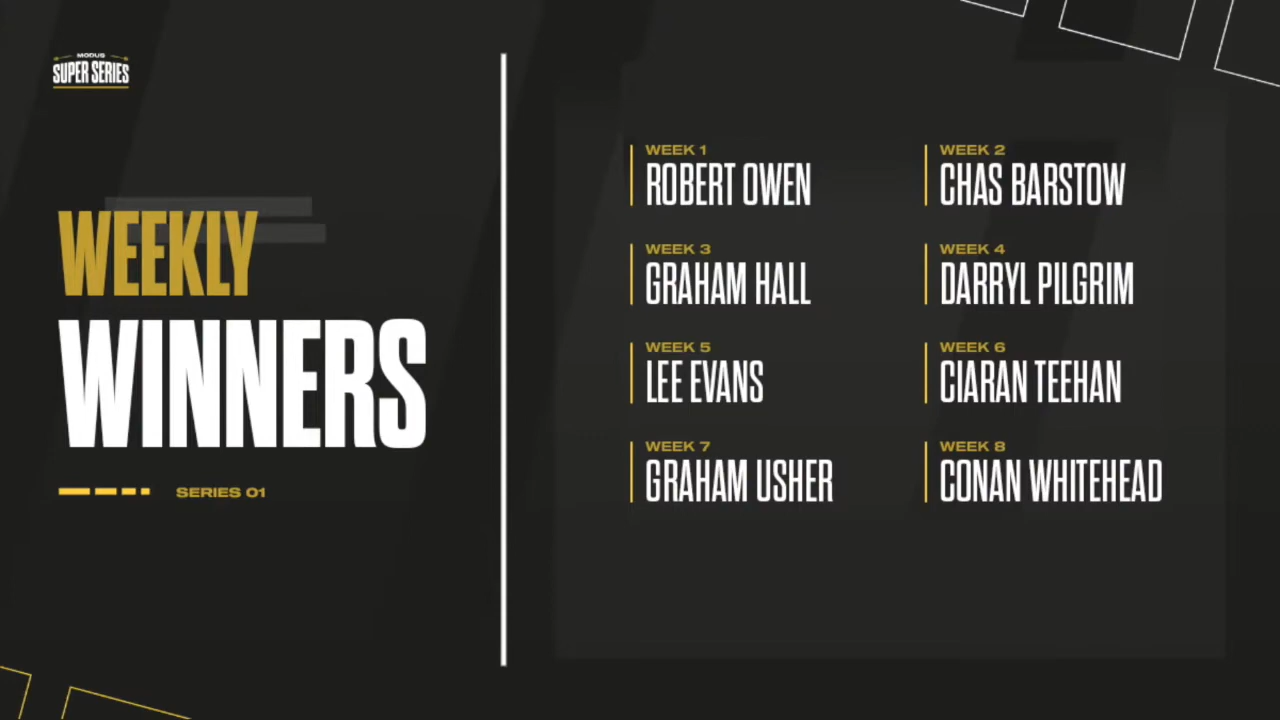 MODUS
SUPER SERIES
WEEKLY
WINNERS
SERIES 01
WEEK 1
ROBERT OWEN
WEEK 2
CHAS BARSTOW
WEEK 3
GRAHAM HALL
WEEK 4
DARRYL PILGRIM
WEEK 5
LEE EVANS
WEEK 6
CIARAN TEEHAN
WEEK 7
GRAHAM USHER
WEEK 8
CONAN WHITEHEAD